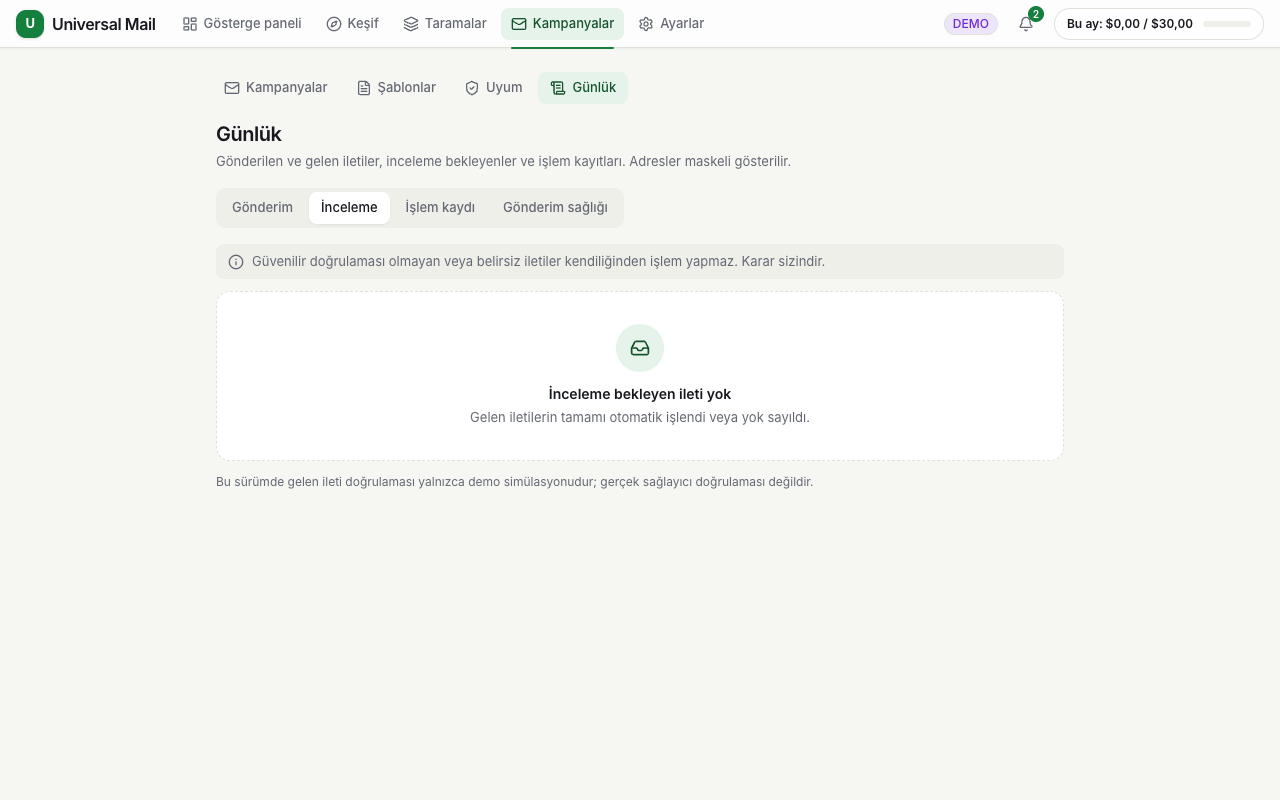 U Universal Mail Gösterge paneli Keşif Taramalar Kampanyalar Ayarlar DEMO 2 Bu ay: $0,00 / $30,00
Kampanyalar Şablonlar Uyum Günlük
Günlük
Gönderilen ve gelen iletiler, inceleme bekleyenler ve işlem kayıtları. Adresler maskeli gösterilir.
Gönderim İnceleme İşlem kaydı Gönderim sağlığı
Güvenilir doğrulaması olmayan veya belirsiz iletiler kendiliğinden işlem yapmaz. Karar sizindir.
İnceleme bekleyen ileti yok
Gelen iletilerin tamamı otomatik işlendi veya yok sayıldı.
Bu sürümde gelen ileti doğrulaması yalnızca demo simülasyonudur; gerçek sağlayıcı doğrulaması değildir.